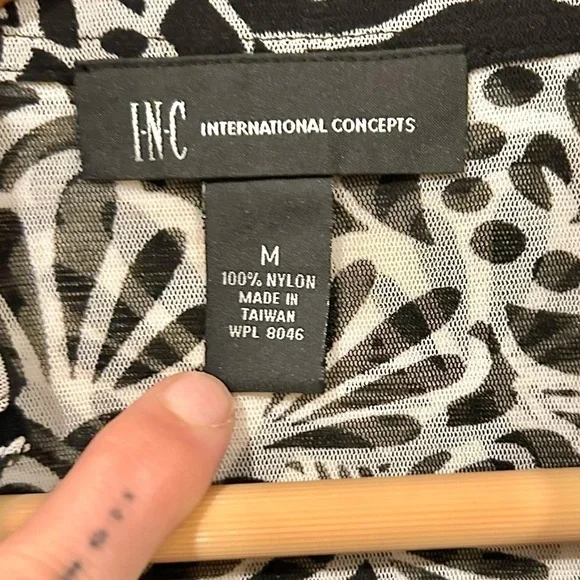 I·N·C INTERNATIONAL CONCEPTS
M
100% NYLON
MADE IN
TAIWAN
WPL 8046